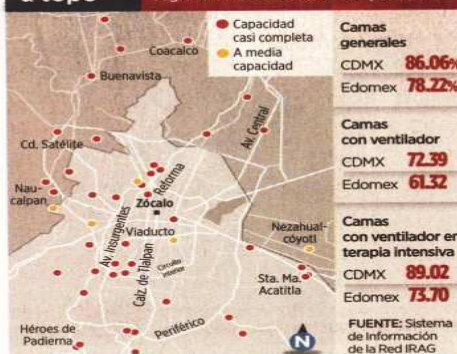 a tope
Capacidad
casi completa
A media
capacidad
Coacalco
Buenavista
Cd. Satélite
Nau-
calpan
Av. Central
Reforma
Zócalo
Av. Insurgentes
Viaducto
Calz. de Tlalpan
Circuito
Interior
Nezahual-
cóyotl
Sta. Ma.
Acatitla
Periférico
Héroes de
Padierna
N
Camas
generales
CDMX 86.06%
Edomex 78.22%
Camas
con ventilador
CDMX 72.39
Edomex 61.32
Camas
con ventilador en
terapia intensiva
CDMX 89.02
Edomex 73.70
FUENTE: Sistema
de Información
de la Red IRAG